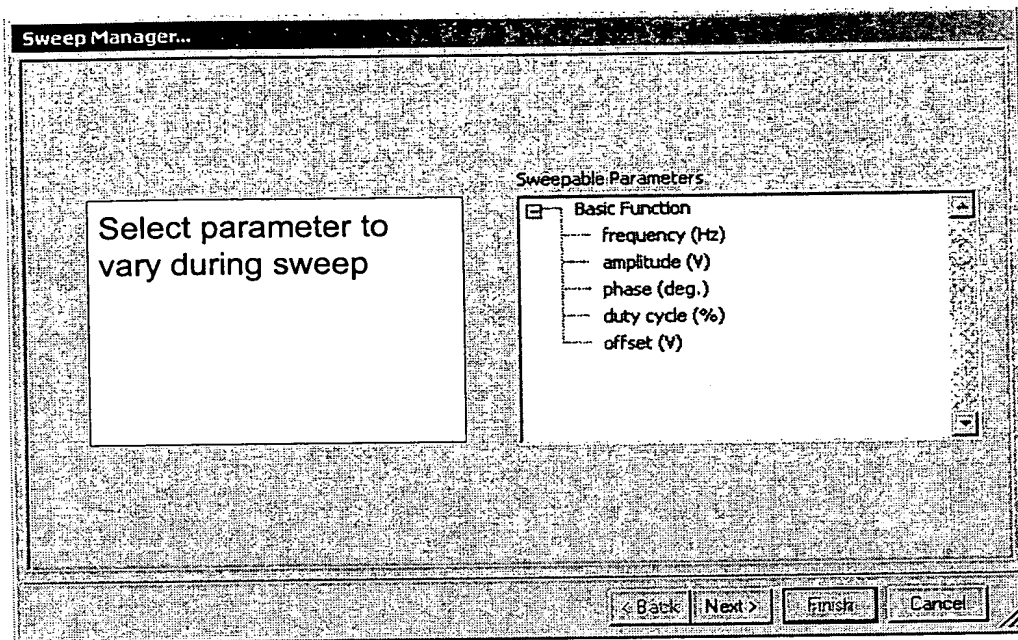 Sweep Manager...
Select parameter to
vary during sweep
Sweepable Parameters
Basic Function
frequency (Hz)
amplitude (V)
phase (deg.)
duty cycle (%)
offset (V)
< Back Next > Finish Cancel